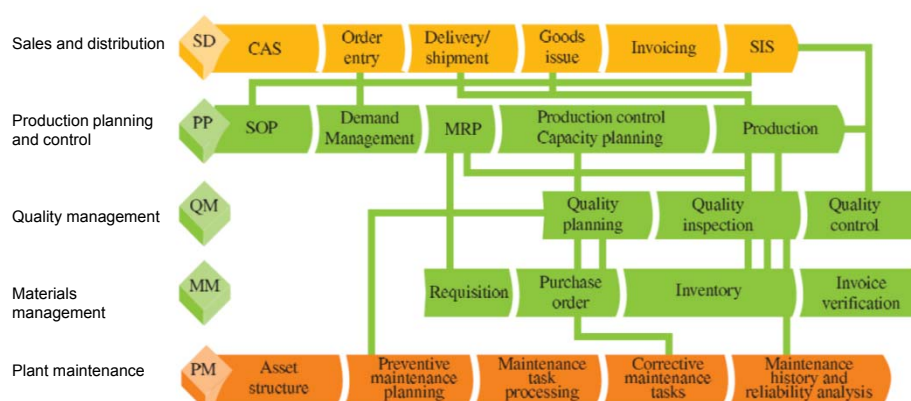 Sales and distribution
SD
CAS
Order
entry
Delivery/
shipment
Goods
issue
Invoicing
SIS
Production planning
and control
PP
SOP
Demand
Management
MRP
Production control
Capacity planning
Production
Quality management
QM
Quality
planning
Quality
inspection
Quality
control
Materials
management
MM
Requisition
Purchase
order
Inventory
Invoice
verification
Plant maintenance
PM
Asset
structure
Preventive
maintenance
planning
Maintenance
task
processing
Corrective
maintenance
tasks
Maintenance
history and
reliability analysis